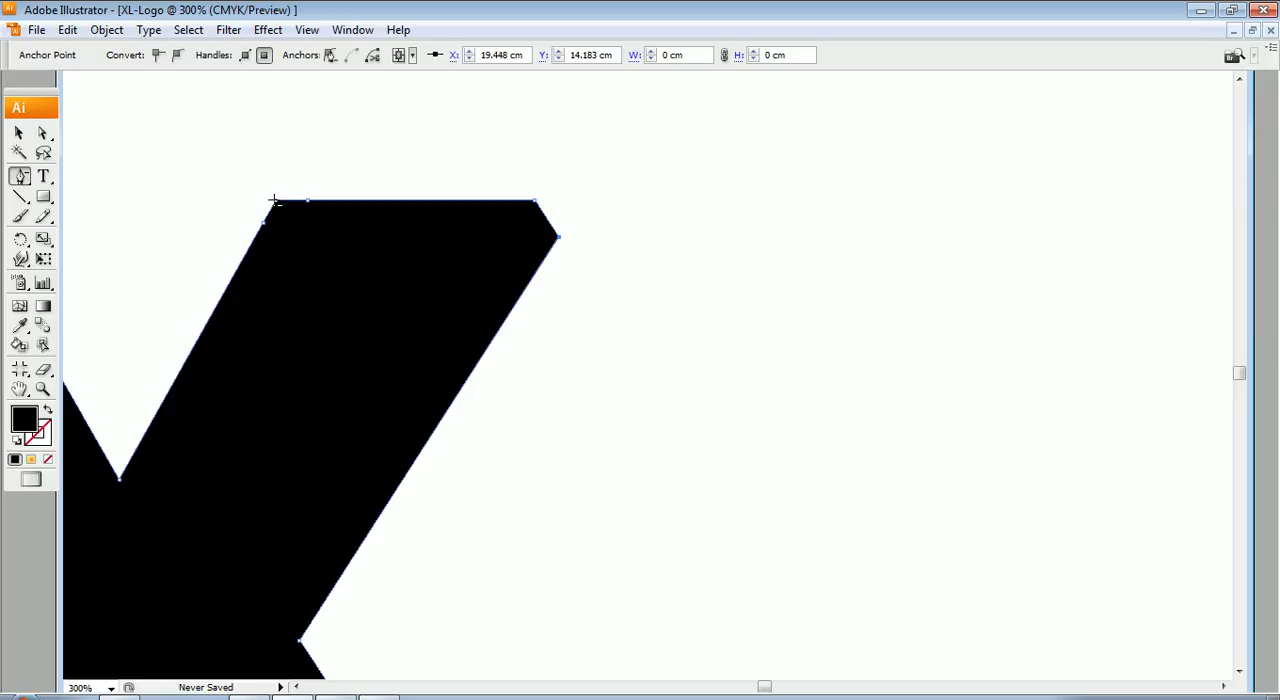 Adobe Illustrator - [XL-Logo @ 300% (CMYK/Preview) ]
File Edit Object Type Select Filter Effect View Window Help
Anchor Point Convert: Handles: Anchors: X: 19.448 cm Y: 14.183 cm W: 0 cm H: 0 cm
Ai
T
300% Never Saved